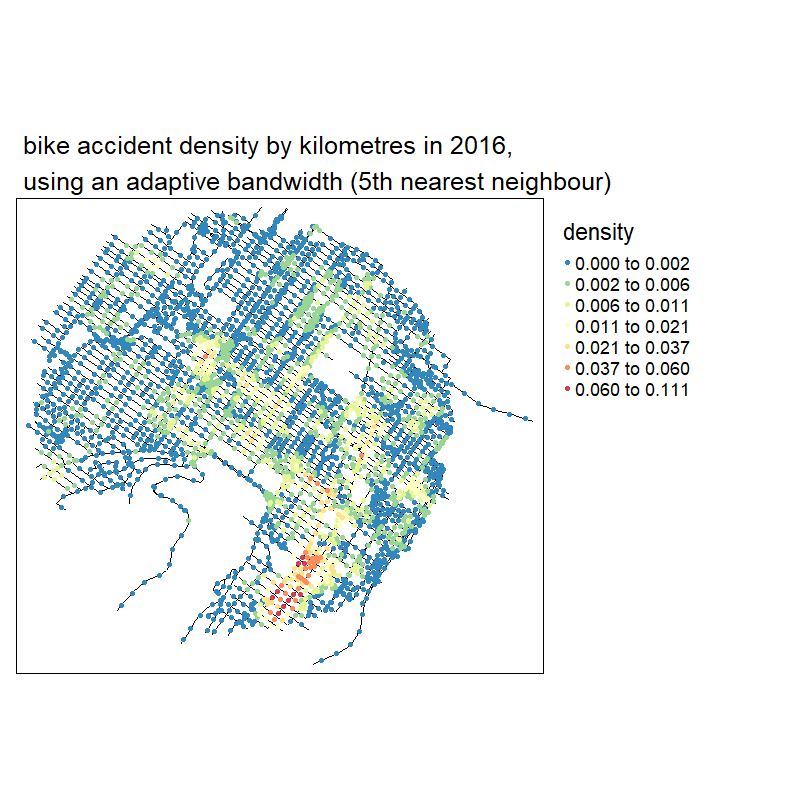 bike accident density by kilometres in 2016,
using an adaptive bandwidth (5th nearest neighbour)
density
0.000 to 0.002
0.002 to 0.006
0.006 to 0.011
0.011 to 0.021
0.021 to 0.037
0.037 to 0.060
0.060 to 0.111